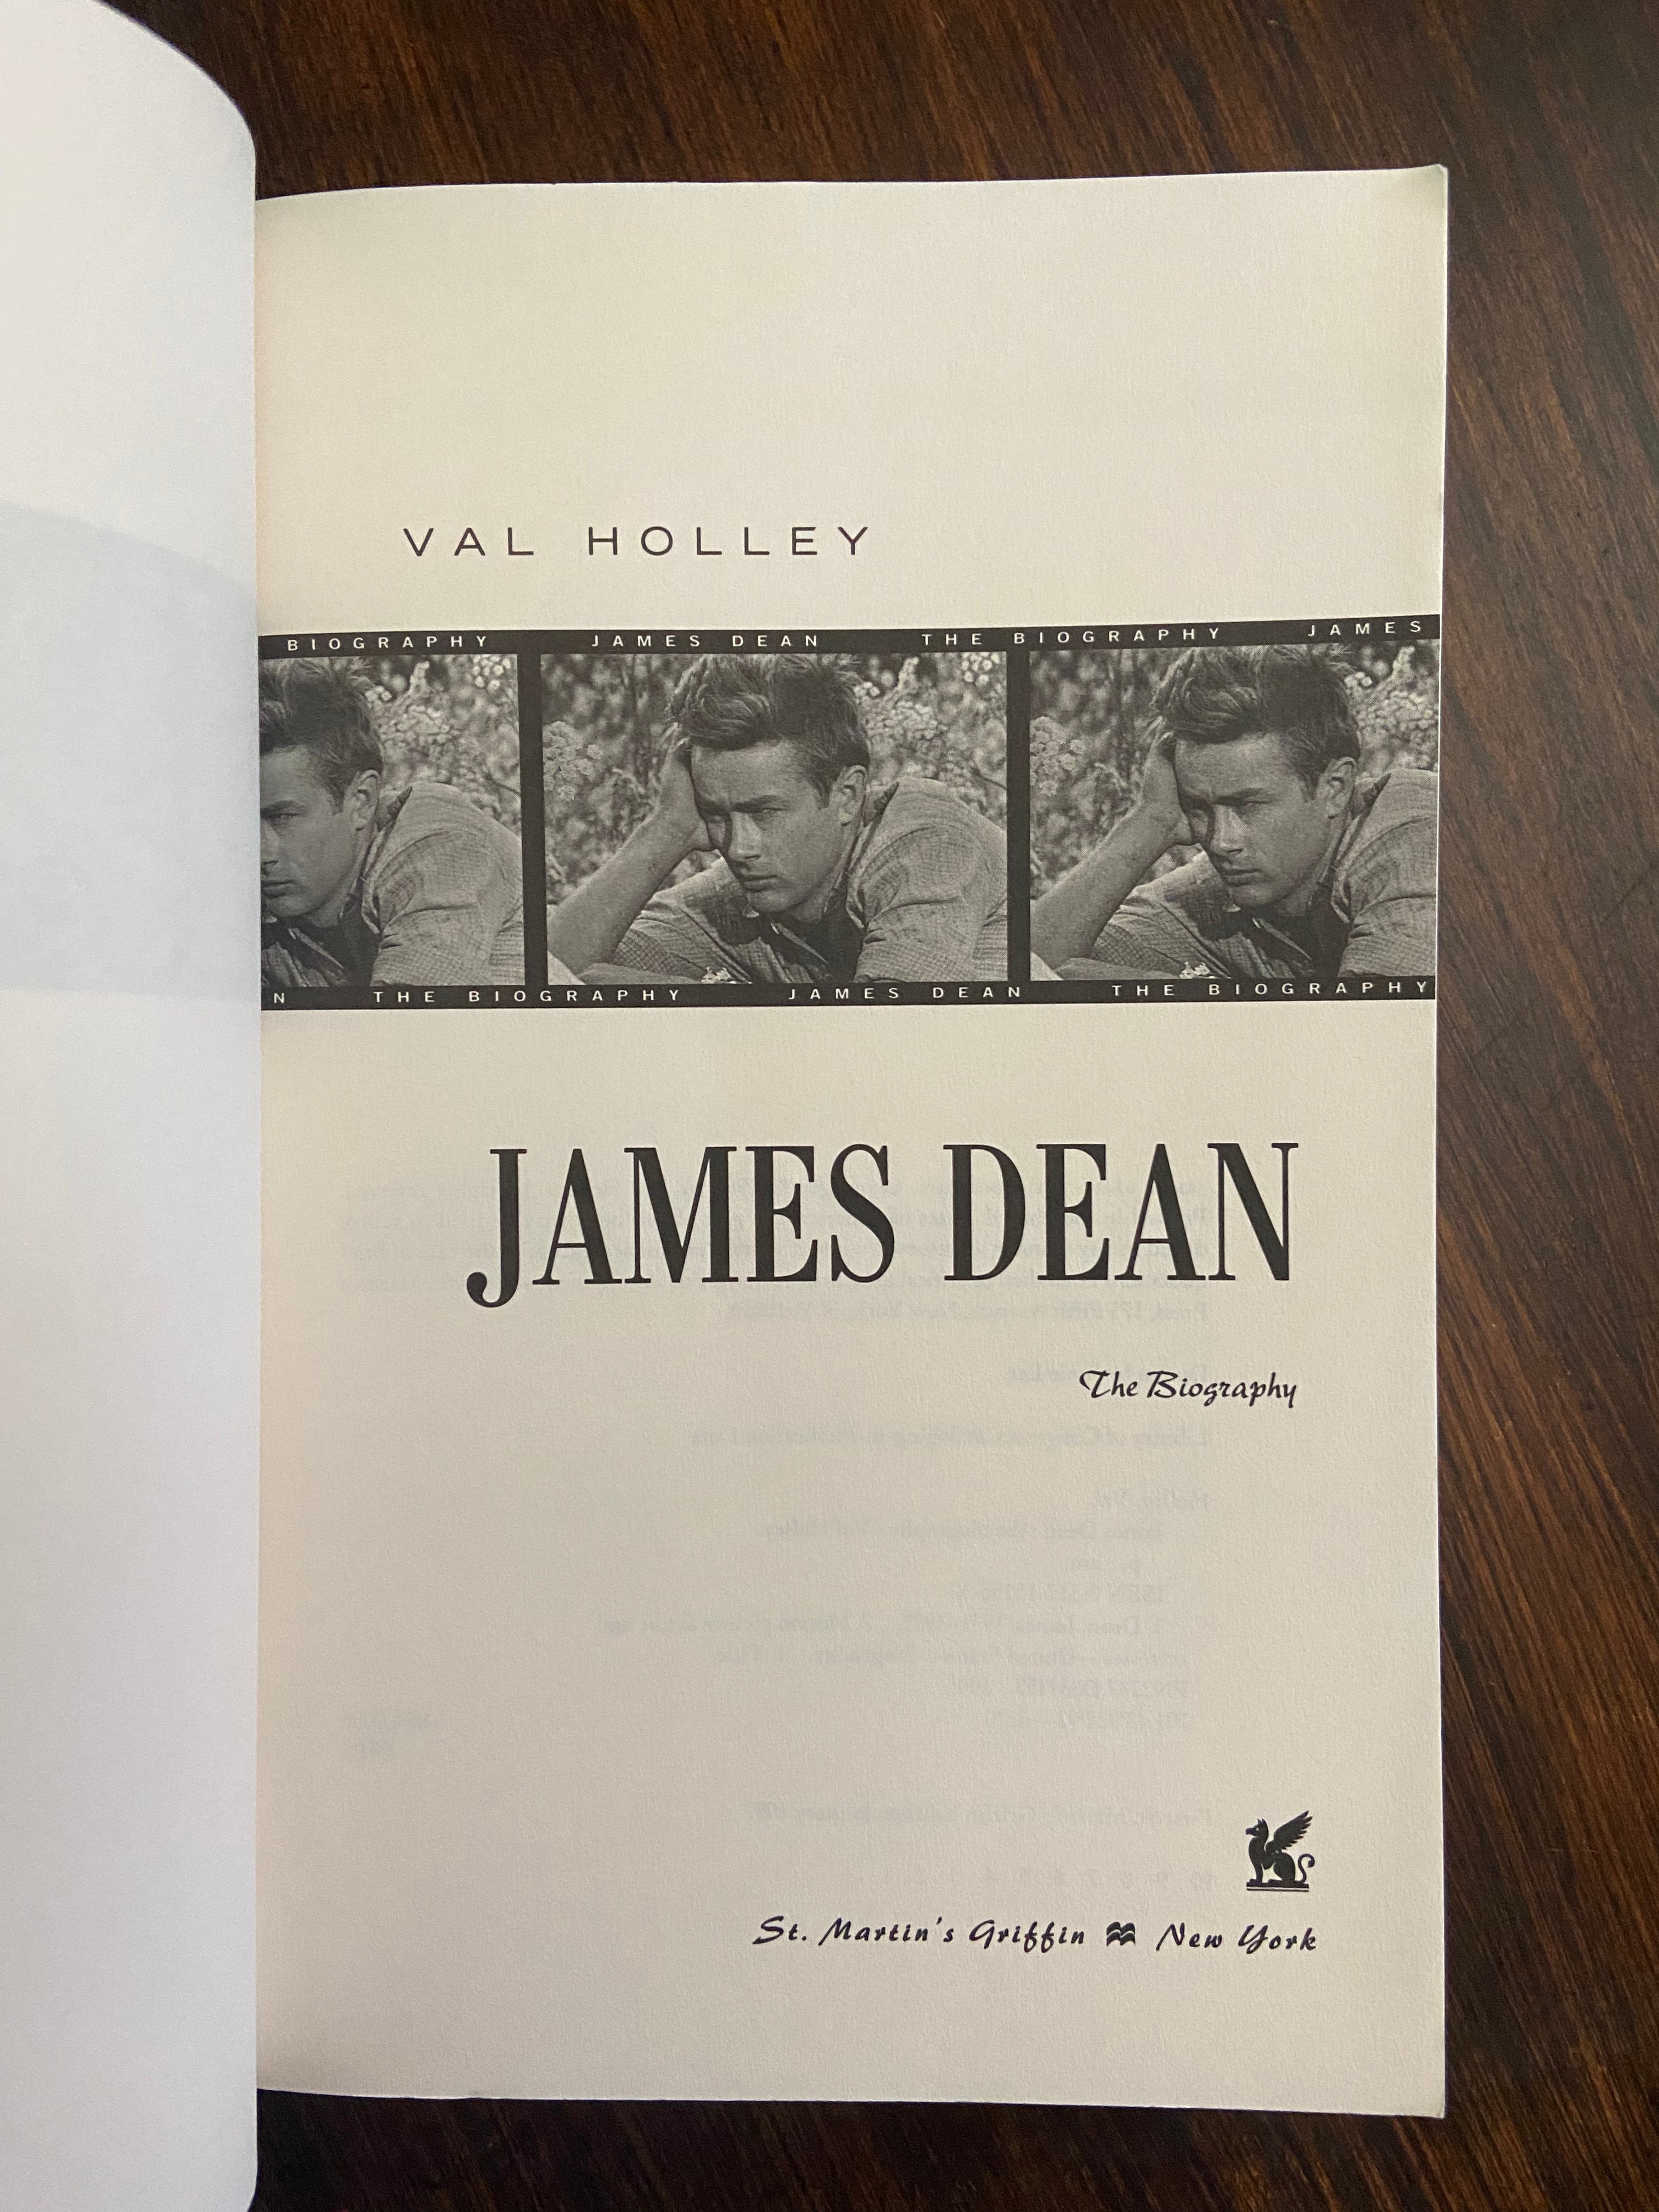 VAL HOLLEY
BIOGRAPHY JAMES DEAN THE BIOGRAPHY JAMES
N THE BIOGRAPHY JAMES DEAN THE BIOGRAPHY
JAMES DEAN
The Biography
St. Martin's Griffin New York